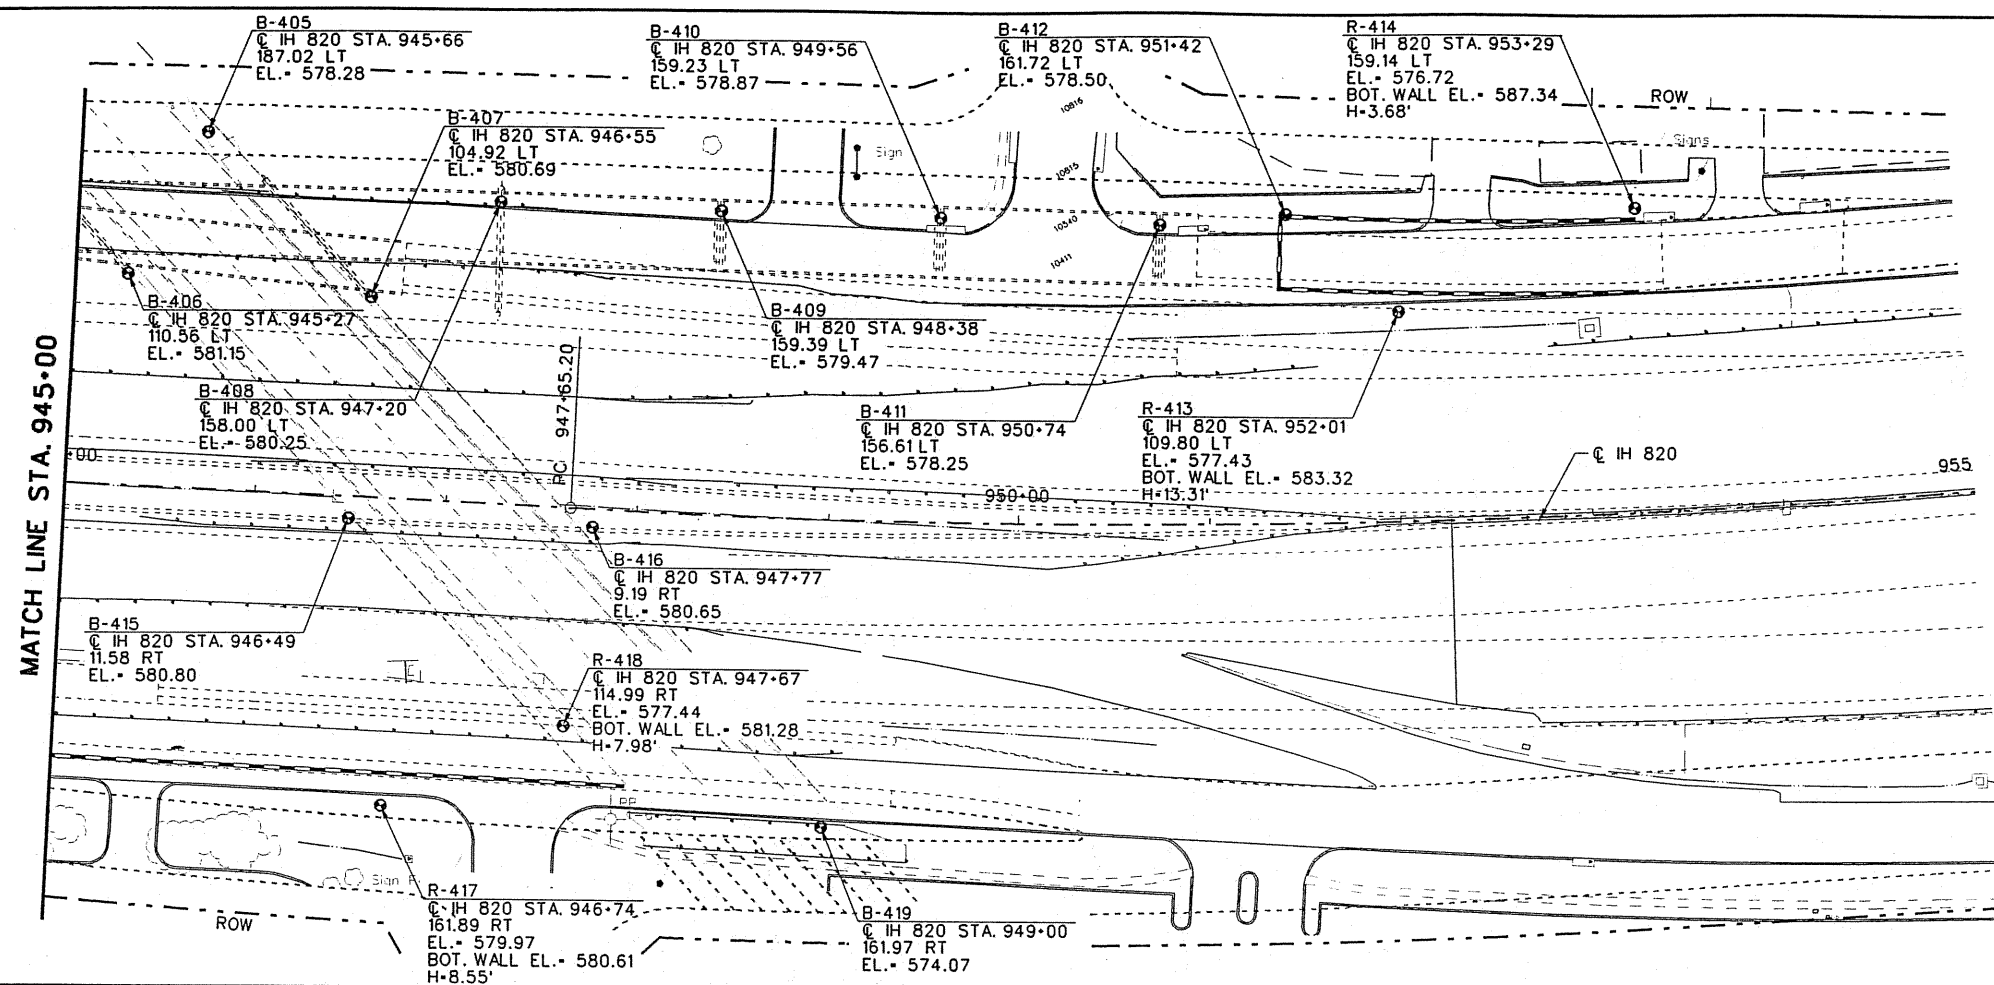 B-405
℄ IH 820 STA. 945+66
187.02 LT
EL.= 578.28
B-410
℄ IH 820 STA. 949+56
159.23 LT
EL.= 578.87
B-412
℄ IH 820 STA. 951+42
161.72 LT
EL.= 578.50
R-414
℄ IH 820 STA. 953+29
159.14 LT
EL.= 576.72
BOT. WALL EL.= 587.34
H=3.68'
ROW
B-407
℄ IH 820 STA. 946+55
104.92 LT
EL.= 580.69
Sign
Signs
10816
10815
10540
10411
B-406
℄ IH 820 STA. 945+27
110.56 LT
EL.= 581.15
B-409
℄ IH 820 STA. 948+38
159.39 LT
EL.= 579.47
B-408
℄ IH 820 STA. 947+20
158.00 LT
EL.= 580.25
PC 947+65.20
B-411
℄ IH 820 STA. 950+74
156.61 LT
EL.= 578.25
R-413
℄ IH 820 STA. 952+01
109.80 LT
EL.= 577.43
BOT. WALL EL.= 583.32
H=13.31'
℄ IH 820
955
+00
950+00
MATCH LINE STA. 945+00
B-416
℄ IH 820 STA. 947+77
9.19 RT
EL.= 580.65
B-415
℄ IH 820 STA. 946+49
11.58 RT
EL.= 580.80
R-418
℄ IH 820 STA. 947+67
114.99 RT
EL.= 577.44
BOT. WALL EL.= 581.28
H=7.98'
PP
Sign
R-417
℄ IH 820 STA. 946+74
161.89 RT
EL.= 579.97
BOT. WALL EL.= 580.61
H=8.55'
ROW
B-419
℄ IH 820 STA. 949+00
161.97 RT
EL.= 574.07